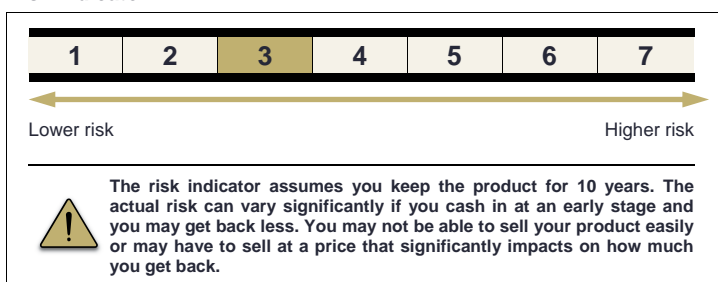 1 2 3 4 5 6 7
Lower risk Higher risk
The risk indicator assumes you keep the product for 10 years. The
actual risk can vary significantly if you cash in at an early stage and
you may get back less. You may not be able to sell your product easily
or may have to sell at a price that significantly impacts on how much
you get back.